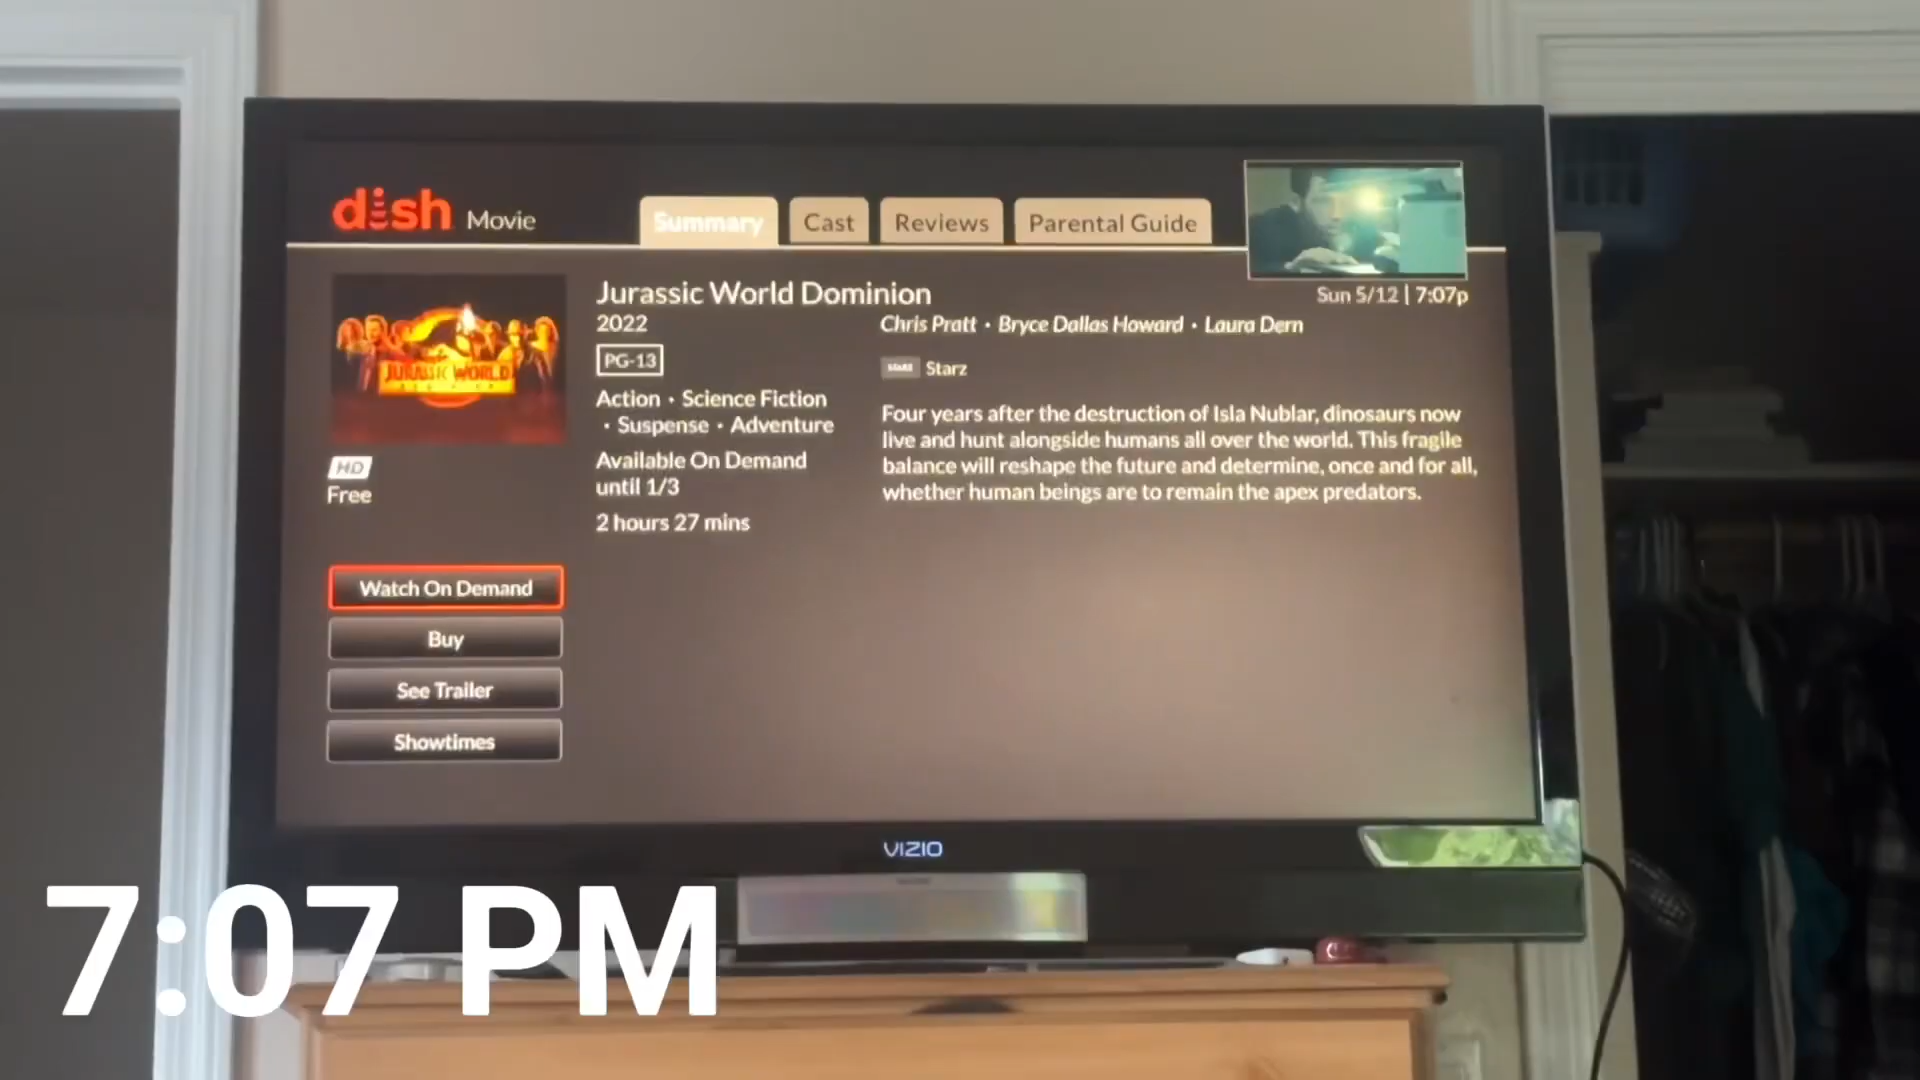 dish Movie
Summary
Cast
Reviews
Parental Guide
Jurassic World Dominion
Sun 5/12 | 7:07p
2022
Chris Pratt • Bryce Dallas Howard • Laura Dern
PG-13
JURASSIC WORLD
Starz
Action • Science Fiction
• Suspense • Adventure
Four years after the destruction of Isla Nublar, dinosaurs now
live and hunt alongside humans all over the world. This fragile
balance will reshape the future and determine, once and for all,
whether human beings are to remain the apex predators.
HD
Free
Available On Demand
until 1/3
2 hours 27 mins
Watch On Demand
Buy
See Trailer
Showtimes
VIZIO
7:07 PM